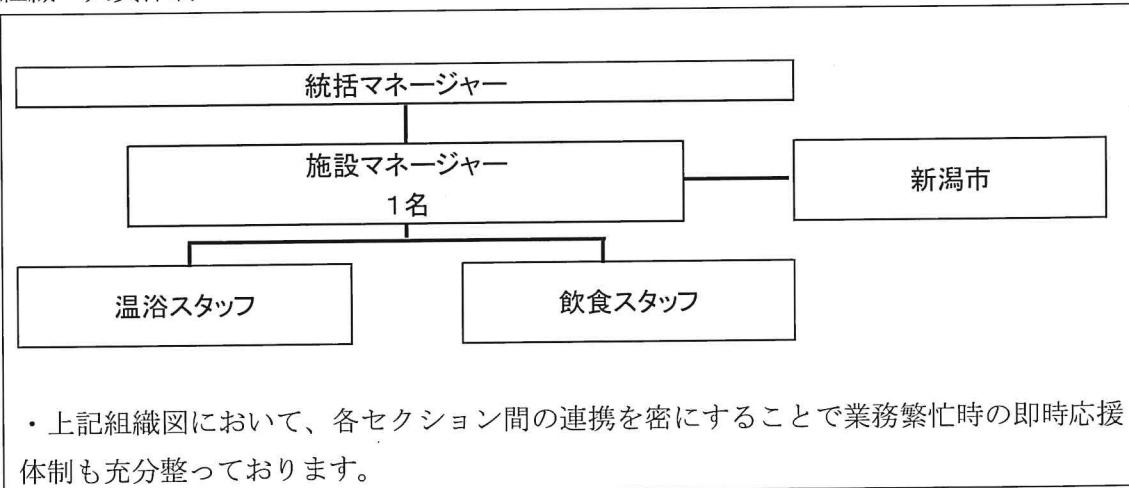 統括マネージャー
施設マネージャー
1名
新潟市
温浴スタッフ
飲食スタッフ
・上記組織図において、各セクション間の連携を密にすることで業務繁忙時の即時応援
体制も充分整っております。